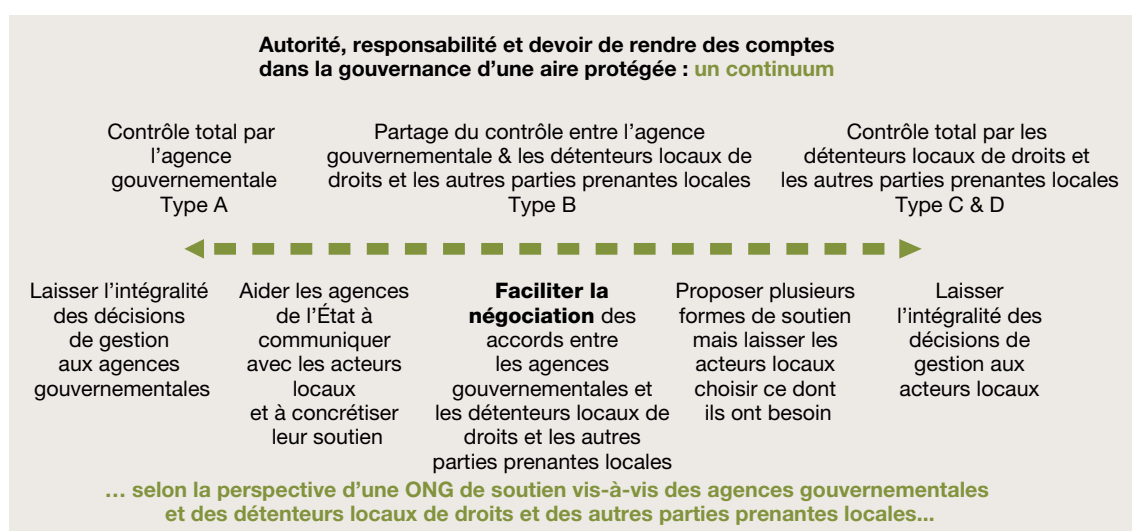 Autorité, responsabilité et devoir de rendre des comptes
dans la gouvernance d'une aire protégée : un continuum
Contrôle total par
l'agence
gouvernementale
Type A
Partage du contrôle entre l'agence
gouvernementale & les détenteurs locaux de
droits et les autres parties prenantes locales
Type B
Contrôle total par les
détenteurs locaux de droits et
les autres parties prenantes locales
Type C & D
Laisser l'intégralité
des décisions
de gestion
aux agences
gouvernementales
Aider les agences
de l'État à
communiquer
avec les acteurs
locaux
et à concrétiser
leur soutien
Faciliter la
négociation des
accords entre
les agences
gouvernementales et
les détenteurs locaux de
droits et les autres
parties prenantes locales
Proposer plusieurs
formes de soutien
mais laisser les
acteurs locaux
choisir ce dont
ils ont besoin
Laisser
l'intégralité des
décisions de
gestion aux
acteurs locaux
… selon la perspective d'une ONG de soutien vis-à-vis des agences gouvernementales
et des détenteurs locaux de droits et des autres parties prenantes locales...